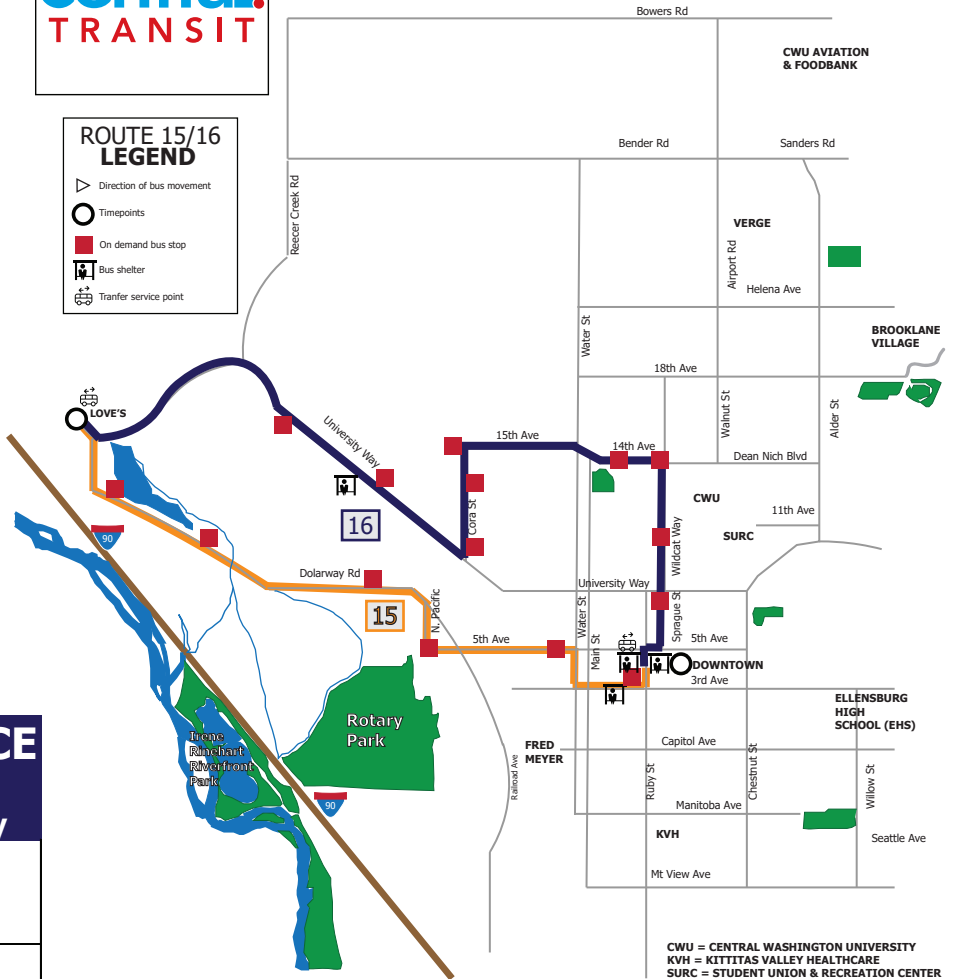 TRANSIT
Bowers Rd
CWU AVIATION
& FOODBANK
ROUTE 15/16
LEGEND
Direction of bus movement
Timepoints
On demand bus stop
Bus shelter
Tranfer service point
Bender Rd
Sanders Rd
Reecer Creek Rd
VERGE
Airport Rd
Helena Ave
Water St
BROOKLANE
VILLAGE
18th Ave
LOVE'S
Walnut St
Alder St
University Way
15th Ave
14th Ave
Dean Nich Blvd
CWU
16
Cora St
11th Ave
SURC
Wildcat Way
90
Dolarway Rd
University Way
15
N. Pacific
Water St
Main St
Sprague St
5th Ave
5th Ave
DOWNTOWN
3rd Ave
ELLENSBURG
HIGH
SCHOOL (EHS)
Rotary
Park
Irene
Rinehart
Riverfront
Park
FRED
MEYER
Capitol Ave
Railroad Ave
Ruby St
Chestnut St
Willow St
90
Manitoba Ave
KVH
Seattle Ave
Mt View Ave
CE
CWU = CENTRAL WASHINGTON UNIVERSITY
KVH = KITTITAS VALLEY HEALTHCARE
SURC = STUDENT UNION & RECREATION CENTER